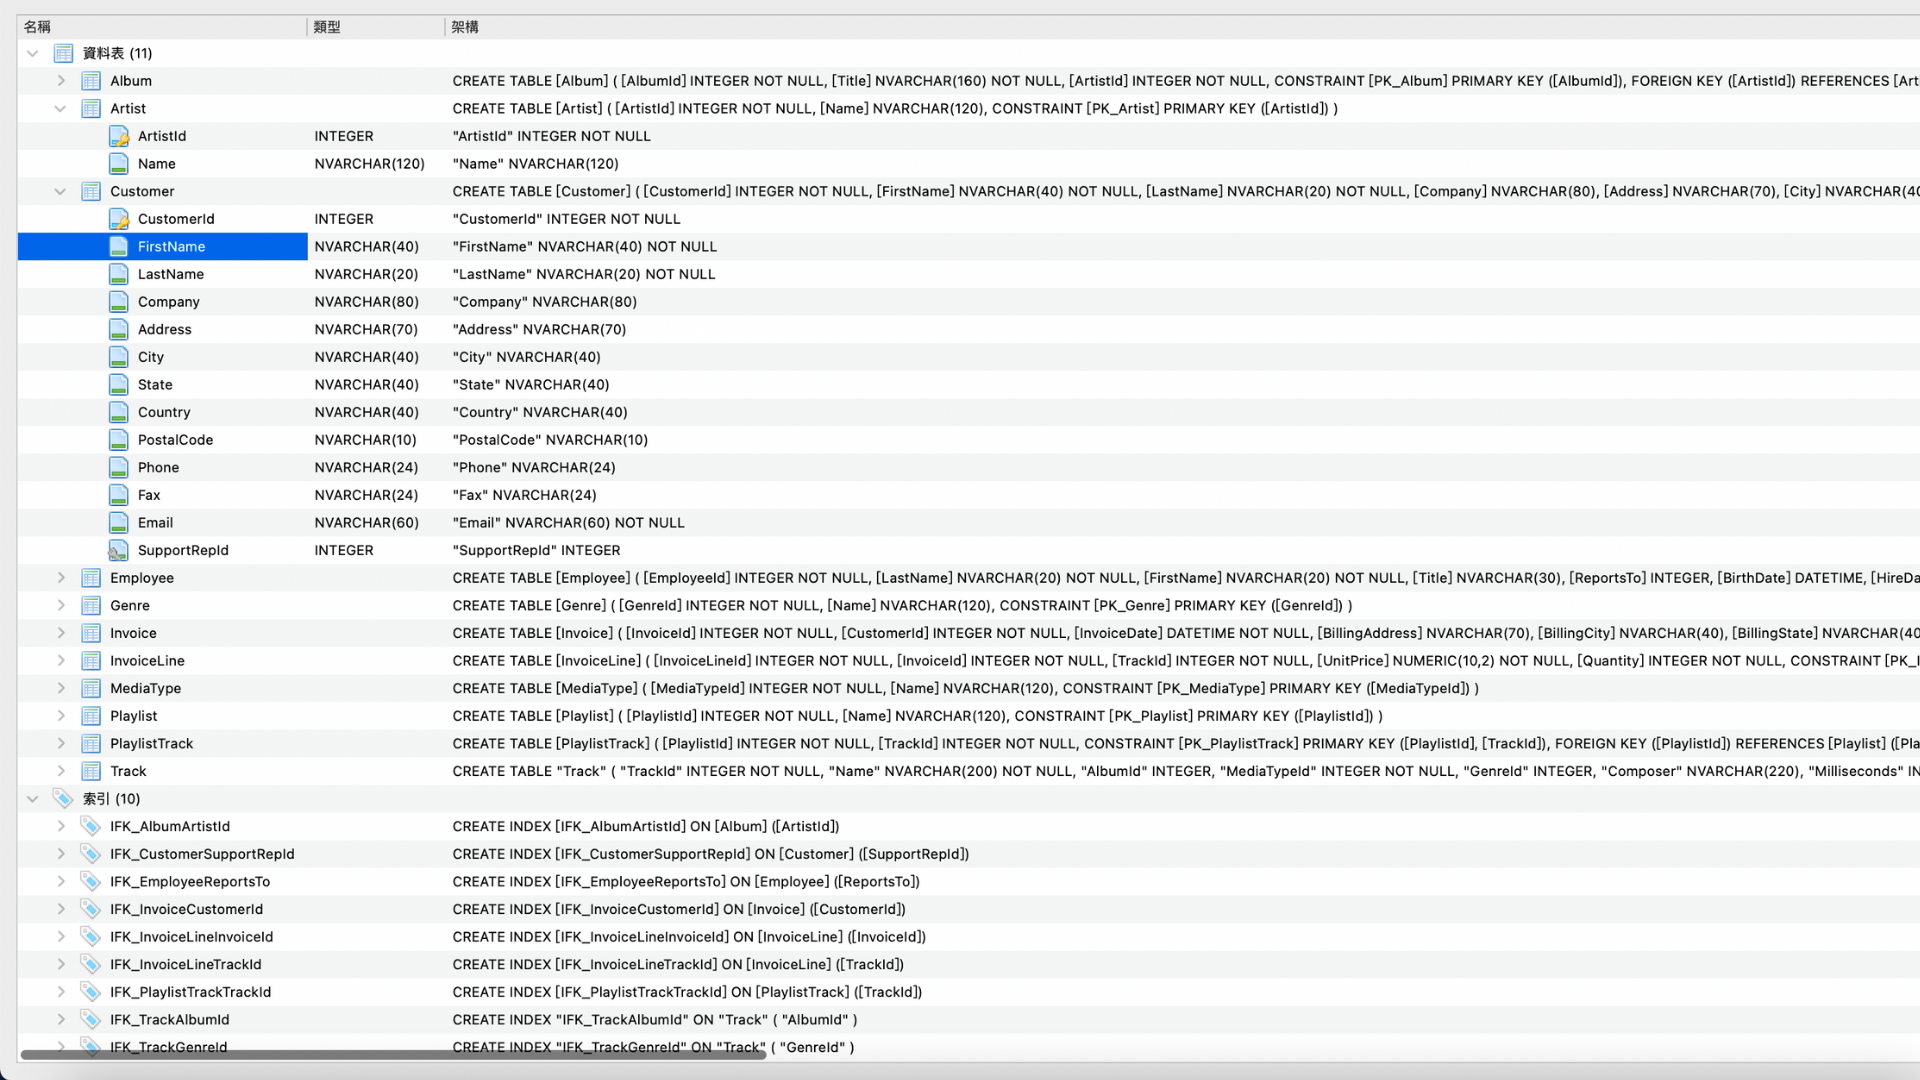 名稱 類型 架構
資料表 (11)
Album CREATE TABLE [Album] ( [AlbumId] INTEGER NOT NULL, [Title] NVARCHAR(160) NOT NULL, [ArtistId] INTEGER NOT NULL, CONSTRAINT [PK_Album] PRIMARY KEY ([AlbumId]), FOREIGN KEY ([ArtistId]) REFERENCES [Art
Artist CREATE TABLE [Artist] ( [ArtistId] INTEGER NOT NULL, [Name] NVARCHAR(120), CONSTRAINT [PK_Artist] PRIMARY KEY ([ArtistId]) )
ArtistId INTEGER "ArtistId" INTEGER NOT NULL
Name NVARCHAR(120) "Name" NVARCHAR(120)
Customer CREATE TABLE [Customer] ( [CustomerId] INTEGER NOT NULL, [FirstName] NVARCHAR(40) NOT NULL, [LastName] NVARCHAR(20) NOT NULL, [Company] NVARCHAR(80), [Address] NVARCHAR(70), [City] NVARCHAR(40
CustomerId INTEGER "CustomerId" INTEGER NOT NULL
FirstName NVARCHAR(40) "FirstName" NVARCHAR(40) NOT NULL
LastName NVARCHAR(20) "LastName" NVARCHAR(20) NOT NULL
Company NVARCHAR(80) "Company" NVARCHAR(80)
Address NVARCHAR(70) "Address" NVARCHAR(70)
City NVARCHAR(40) "City" NVARCHAR(40)
State NVARCHAR(40) "State" NVARCHAR(40)
Country NVARCHAR(40) "Country" NVARCHAR(40)
PostalCode NVARCHAR(10) "PostalCode" NVARCHAR(10)
Phone NVARCHAR(24) "Phone" NVARCHAR(24)
Fax NVARCHAR(24) "Fax" NVARCHAR(24)
Email NVARCHAR(60) "Email" NVARCHAR(60) NOT NULL
SupportRepId INTEGER "SupportRepId" INTEGER
Employee CREATE TABLE [Employee] ( [EmployeeId] INTEGER NOT NULL, [LastName] NVARCHAR(20) NOT NULL, [FirstName] NVARCHAR(20) NOT NULL, [Title] NVARCHAR(30), [ReportsTo] INTEGER, [BirthDate] DATETIME, [HireDa
Genre CREATE TABLE [Genre] ( [GenreId] INTEGER NOT NULL, [Name] NVARCHAR(120), CONSTRAINT [PK_Genre] PRIMARY KEY ([GenreId]) )
Invoice CREATE TABLE [Invoice] ( [InvoiceId] INTEGER NOT NULL, [CustomerId] INTEGER NOT NULL, [InvoiceDate] DATETIME NOT NULL, [BillingAddress] NVARCHAR(70), [BillingCity] NVARCHAR(40), [BillingState] NVARCHAR(40
InvoiceLine CREATE TABLE [InvoiceLine] ( [InvoiceLineId] INTEGER NOT NULL, [InvoiceId] INTEGER NOT NULL, [TrackId] INTEGER NOT NULL, [UnitPrice] NUMERIC(10,2) NOT NULL, [Quantity] INTEGER NOT NULL, CONSTRAINT [PK_I
MediaType CREATE TABLE [MediaType] ( [MediaTypeId] INTEGER NOT NULL, [Name] NVARCHAR(120), CONSTRAINT [PK_MediaType] PRIMARY KEY ([MediaTypeId]) )
Playlist CREATE TABLE [Playlist] ( [PlaylistId] INTEGER NOT NULL, [Name] NVARCHAR(120), CONSTRAINT [PK_Playlist] PRIMARY KEY ([PlaylistId]) )
PlaylistTrack CREATE TABLE [PlaylistTrack] ( [PlaylistId] INTEGER NOT NULL, [TrackId] INTEGER NOT NULL, CONSTRAINT [PK_PlaylistTrack] PRIMARY KEY ([PlaylistId], [TrackId]), FOREIGN KEY ([PlaylistId]) REFERENCES [Playlist] ([Pla
Track CREATE TABLE "Track" ( "TrackId" INTEGER NOT NULL, "Name" NVARCHAR(200) NOT NULL, "AlbumId" INTEGER, "MediaTypeId" INTEGER NOT NULL, "GenreId" INTEGER, "Composer" NVARCHAR(220), "Milliseconds" IN
索引 (10)
IFK_AlbumArtistId CREATE INDEX [IFK_AlbumArtistId] ON [Album] ([ArtistId])
IFK_CustomerSupportRepId CREATE INDEX [IFK_CustomerSupportRepId] ON [Customer] ([SupportRepId])
IFK_EmployeeReportsTo CREATE INDEX [IFK_EmployeeReportsTo] ON [Employee] ([ReportsTo])
IFK_InvoiceCustomerId CREATE INDEX [IFK_InvoiceCustomerId] ON [Invoice] ([CustomerId])
IFK_InvoiceLineInvoiceId CREATE INDEX [IFK_InvoiceLineInvoiceId] ON [InvoiceLine] ([InvoiceId])
IFK_InvoiceLineTrackId CREATE INDEX [IFK_InvoiceLineTrackId] ON [InvoiceLine] ([TrackId])
IFK_PlaylistTrackTrackId CREATE INDEX [IFK_PlaylistTrackTrackId] ON [PlaylistTrack] ([TrackId])
IFK_TrackAlbumId CREATE INDEX "IFK_TrackAlbumId" ON "Track" ( "AlbumId" )
IFK_TrackGenreId CREATE INDEX "IFK_TrackGenreId" ON "Track" ( "GenreId" )